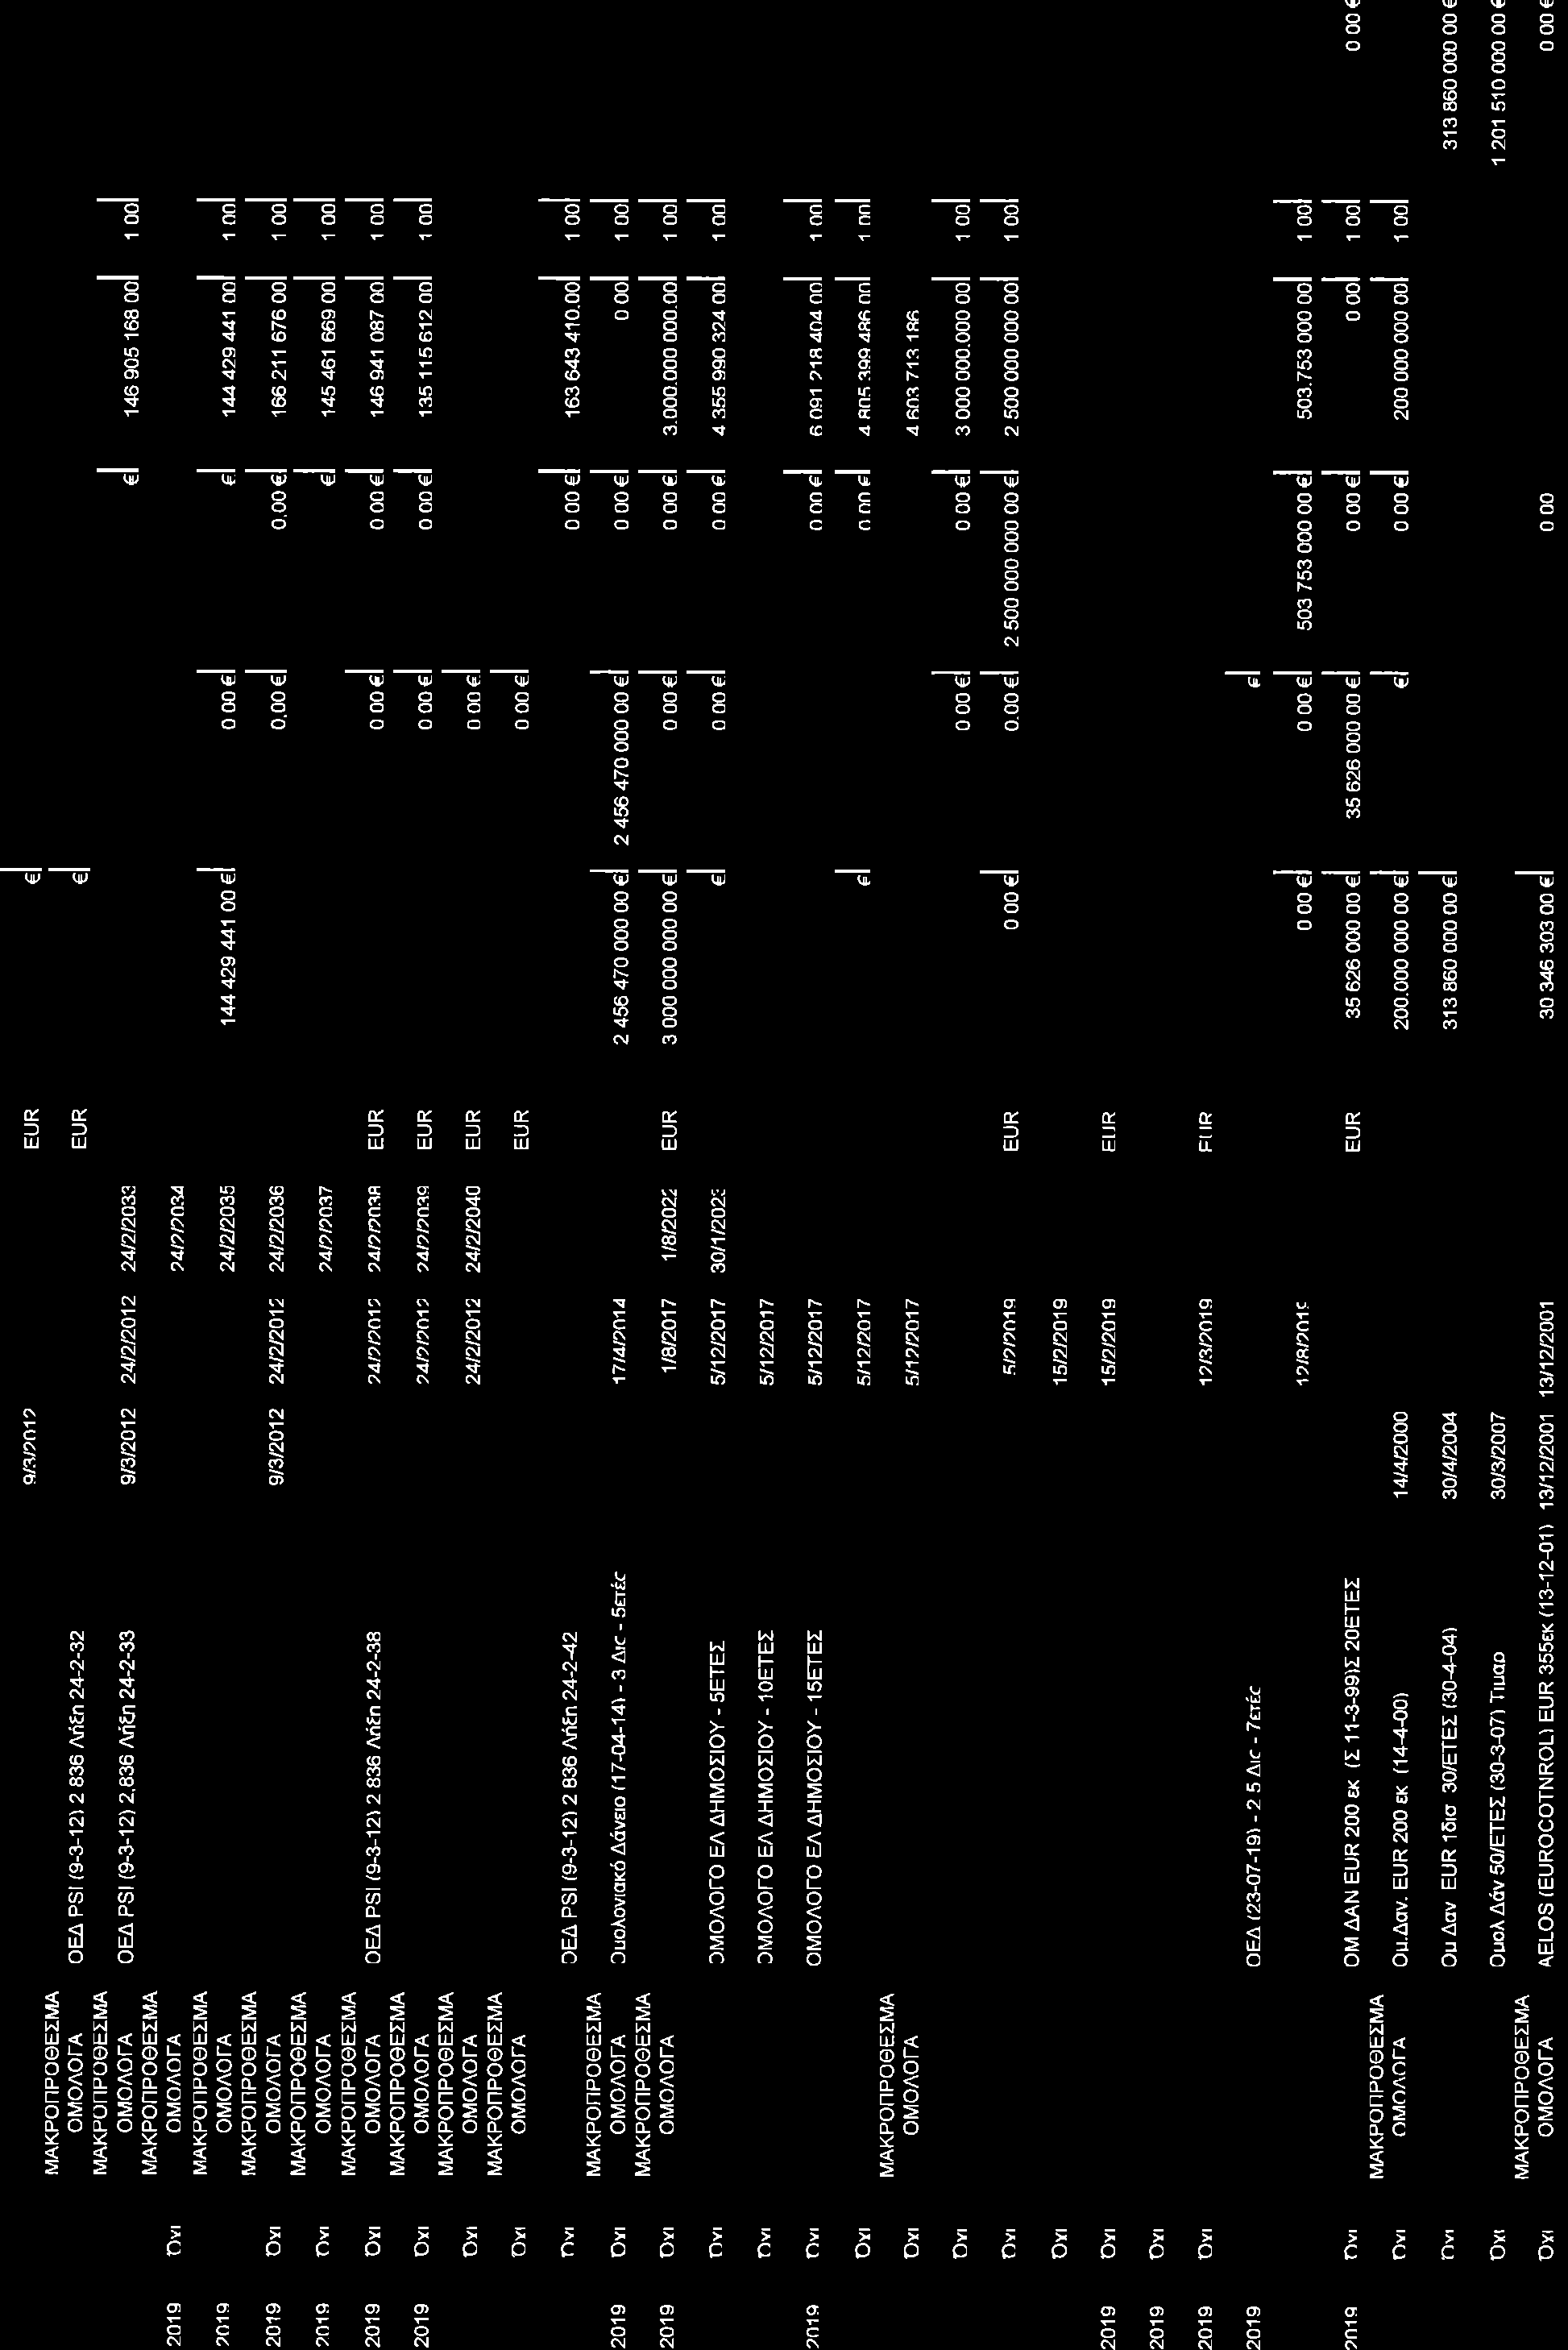 9/3/2012 EUR €
ΜΑΚΡΟΠΡΟΘΕΣΜΑ
ΟΜΟΛΟΓΑ ΟΕΔ PSI (9-3-12) 2 836 Λήξη 24-2-32 EUR €
ΜΑΚΡΟΠΡΟΘΕΣΜΑ
ΟΜΟΛΟΓΑ ΟΕΔ PSI (9-3-12) 2,836 Λήξη 24-2-33 9/3/2012 24/2/2012 24/2/2033 € 146 905 168 00 1 00
ΜΑΚΡΟΠΡΟΘΕΣΜΑ
2019 Όχι ΟΜΟΛΟΓΑ 24/2/2034
ΜΑΚΡΟΠΡΟΘΕΣΜΑ
2019 ΟΜΟΛΟΓΑ 24/2/2035 144 429 441 00 € 0 00 € € 144 429 441 00 1 00
ΜΑΚΡΟΠΡΟΘΕΣΜΑ
2019 Όχι ΟΜΟΛΟΓΑ 9/3/2012 24/2/2012 24/2/2036 0,00 € 0,00 € 166 211 676 00 1 00
ΜΑΚΡΟΠΡΟΘΕΣΜΑ
2019 Όχι ΟΜΟΛΟΓΑ 24/2/2037 € 145 461 669 00 1 00
ΜΑΚΡΟΠΡΟΘΕΣΜΑ
2019 Όχι ΟΜΟΛΟΓΑ ΟΕΔ PSI (9-3-12) 2 836 Λήξη 24-2-38 24/2/2012 24/2/2038 EUR 0 00 € 0 00 € 146 941 087 00 1 00
ΜΑΚΡΟΠΡΟΘΕΣΜΑ
2019 Όχι ΟΜΟΛΟΓΑ 24/2/2012 24/2/2039 EUR 0 00 € 0 00 € 135 115 612 00 1 00
ΜΑΚΡΟΠΡΟΘΕΣΜΑ
Όχι ΟΜΟΛΟΓΑ 24/2/2012 24/2/2040 EUR 0 00 €
ΜΑΚΡΟΠΡΟΘΕΣΜΑ
Όχι ΟΜΟΛΟΓΑ EUR 0 00 €
Όχι ΟΕΔ PSI (9-3-12) 2 836 Λήξη 24-2-42 0 00 € 163 643 410,00 1 00
ΜΑΚΡΟΠΡΟΘΕΣΜΑ
2019 Όχι ΟΜΟΛΟΓΑ Ομολογιακό Δάνειο (17-04-14) - 3 Δις - 5ετές 17/4/2014 2 456 470 000 00 € 2 456 470 000 00 € 0 00 € 0 00 1 00
ΜΑΚΡΟΠΡΟΘΕΣΜΑ
2019 Όχι ΟΜΟΛΟΓΑ 1/8/2017 1/8/2022 EUR 3 000 000 000 00 € 0 00 € 0 00 € 3.000.000 000.00 1 00
Όχι ΟΜΟΛΟΓΟ ΕΛ ΔΗΜΟΣΙΟΥ - 5ΕΤΕΣ 5/12/2017 30/1/2023 € 0 00 € 0.00 € 4 355 990 324 00 1 00
Όχι ΟΜΟΛΟΓΟ ΕΛ ΔΗΜΟΣΙΟΥ - 10ΕΤΕΣ 5/12/2017
2019 Όχι ΟΜΟΛΟΓΟ ΕΛ ΔΗΜΟΣΙΟΥ - 15ΕΤΕΣ 5/12/2017 0 00 € 6 091 218 404 00 1 00
Όχι 5/12/2017 € 0 00 € 4 805 399 486 00 1 00
ΜΑΚΡΟΠΡΟΘΕΣΜΑ
Όχι ΟΜΟΛΟΓΑ 5/12/2017 4 603 713 186
Όχι 0 00 € 0 00 € 3 000 000.000 00 1 00
Όχι 5/2/2019 EUR 0 00 € 0.00 € 2 500 000 000 00 € 2 500 000 000 00 1 00
Όχι 15/2/2019
2019 Όχι 15/2/2019 EUR
2019 Όχι
2019 Όχι 12/3/2019 EUR
2019 ΟΕΔ (23-07-19) - 2 5 Δις - 7ετές €
12/8/2019 0 00 € 0 00 € 503 753 000 00 € 503.753 000 00 1 00
2019 Όχι ΟΜ ΔΑΝ EUR 200 εκ (Σ 11-3-99)Σ 20ΕΤΕΣ EUR 35 626 000 00 € 35 626 000 00 € 0 00 € 0 00 1 00 0 00 €
ΜΑΚΡΟΠΡΟΘΕΣΜΑ
Όχι ΟΜΟΛΟΓΑ Ομ.Δαν. EUR 200 εκ (14-4-00) 14/4/2000 200.000 000 00 € € 0 00 € 200 000 000 00 1 00
Όχι Ομ Δαν EUR 1δισ 30/ΕΤΕΣ (30-4-04) 30/4/2004 313 860 000 00 € 313 860 000 00 €
Όχι Ομολ Δάν 50/ΕΤΕΣ (30-3-07) Τιμαρ 30/3/2007 1 201 510 000 00 €
ΜΑΚΡΟΠΡΟΘΕΣΜΑ
Όχι ΟΜΟΛΟΓΑ AELOS (EUROCOTNROL) EUR 355εκ (13-12-01) 13/12/2001 13/12/2001 30 346 303 00 € 0 00 0 00 €